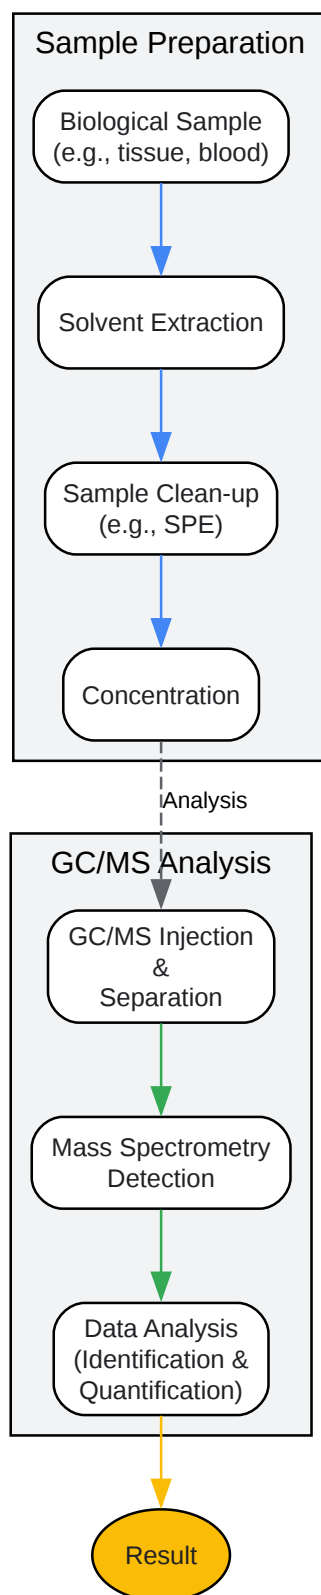 Sample Preparation
Biological Sample
(e.g., tissue, blood)
Solvent Extraction
Sample Clean-up
(e.g., SPE)
Concentration
Analysis
GC/MS Analysis
GC/MS Injection
&
Separation
Mass Spectrometry
Detection
Data Analysis
(Identification &
Quantification)
Result